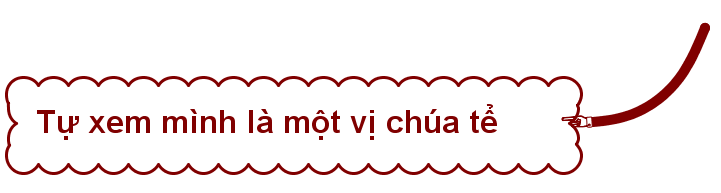 Tự xem mình là một vị chúa tể